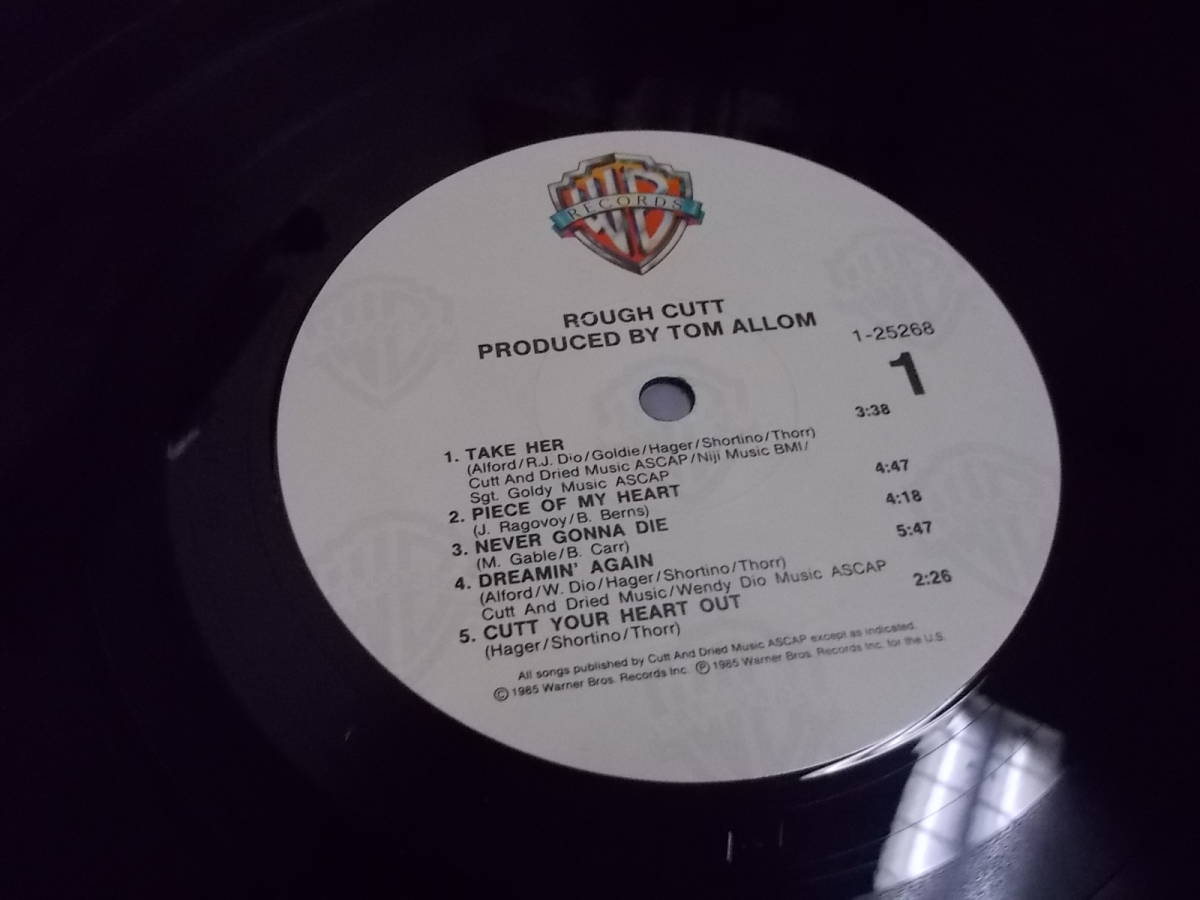 WB
RECORDS
ROUGH CUTT
PRODUCED BY TOM ALLOM
1-25268
1
1. TAKE HER 3:38
(Alford/R.J. Dio/Goldie/Hager/Shortino/Thorr)
Cutt And Dried Music ASCAP/Niji Music BMI/
Sgt. Goldy Music ASCAP
2. PIECE OF MY HEART 4:47
(J. Ragovoy/B. Berns)
3. NEVER GONNA DIE 4:18
(M. Gable/B. Carr)
4. DREAMIN' AGAIN 5:47
(Alford/W. Dio/Hager/Shortino/Thorr)
Cutt And Dried Music/Wendy Dio Music ASCAP
5. CUTT YOUR HEART OUT 2:26
(Hager/Shortino/Thorr)
All songs published by Cutt And Dried Music ASCAP except as indicated.
© 1985 Warner Bros. Records Inc. ℗ 1985 Warner Bros. Records Inc. for the U.S.